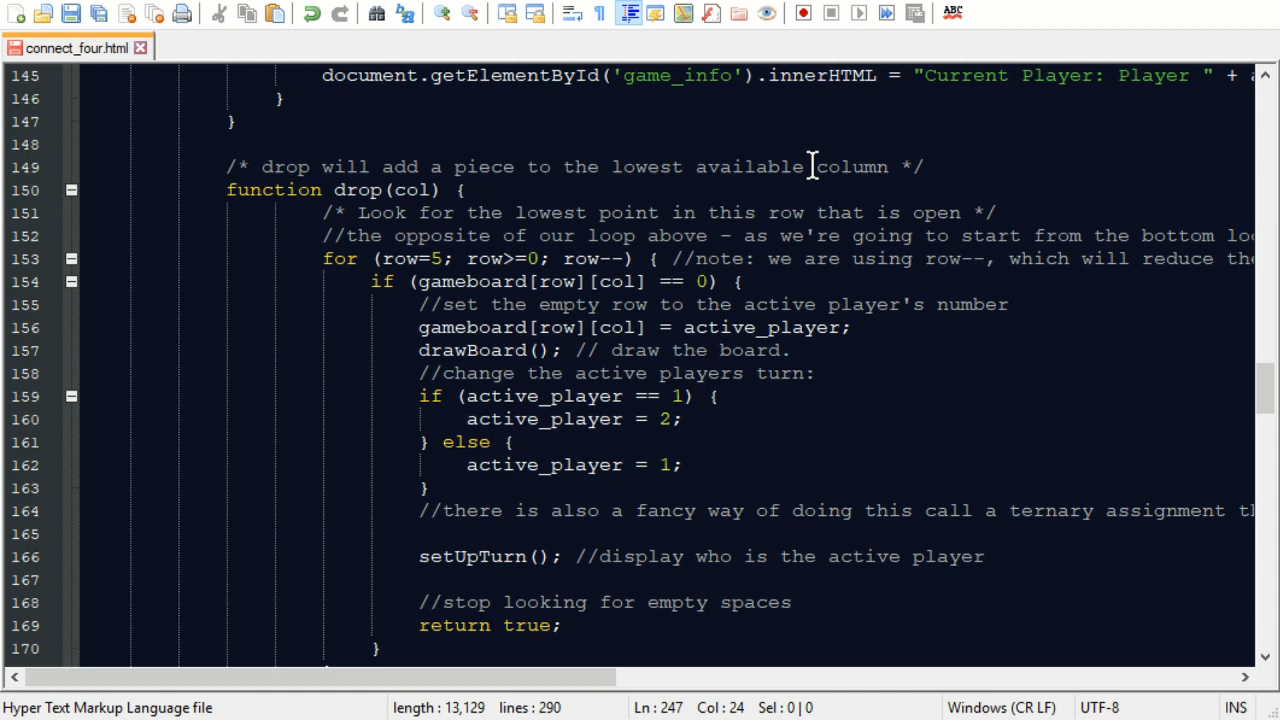 ABC
connect_four.html
145 document.getElementById('game_info').innerHTML = "Current Player: Player " + a
146 }
147 }
148
149 /* drop will add a piece to the lowest available column */
150 function drop(col) {
151 /* Look for the lowest point in this row that is open */
152 //the opposite of our loop above - as we're going to start from the bottom lo
153 for (row=5; row>=0; row--) { //note: we are using row--, which will reduce the
154 if (gameboard[row][col] == 0) {
155 //set the empty row to the active player's number
156 gameboard[row][col] = active_player;
157 drawBoard(); // draw the board.
158 //change the active players turn:
159 if (active_player == 1) {
160 active_player = 2;
161 } else {
162 active_player = 1;
163 }
164 //there is also a fancy way of doing this call a ternary assignment th
165
166 setUpTurn(); //display who is the active player
167
168 //stop looking for empty spaces
169 return true;
170 }
Hyper Text Markup Language file length : 13,129 lines : 290 Ln : 247 Col : 24 Sel : 0 | 0 Windows (CR LF) UTF-8 INS